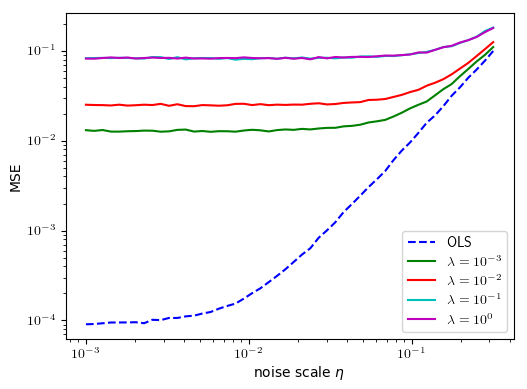 10⁻¹
10⁻²
10⁻³
10⁻⁴
MSE
10⁻³
10⁻²
10⁻¹
noise scale η
OLS
λ = 10⁻³
λ = 10⁻²
λ = 10⁻¹
λ = 10⁰